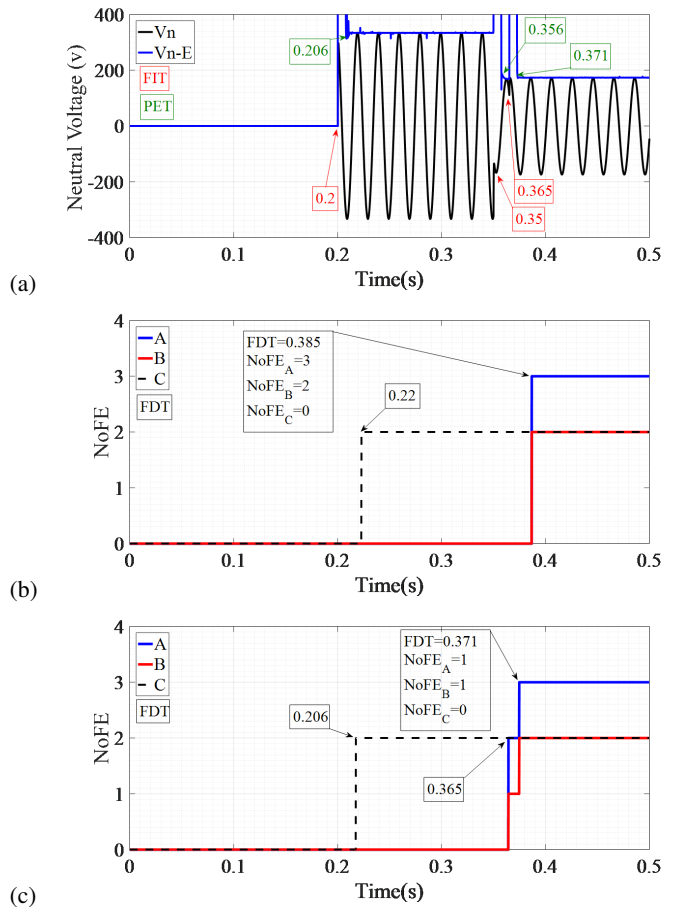 400
200
0
-200
-400
Neutral Voltage (v)
Vn
Vn-E
FIT
PET
0.206
0.356
0.371
0.2
0.365
0.35
0 0.1 0.2 0.3 0.4 0.5
Time(s)
(a)
4
3
2
1
0
NoFE
A
B
C
FDT
FDT=0.385
NoFE_A=3
NoFE_B=2
NoFE_C=0
0.22
0 0.1 0.2 0.3 0.4 0.5
Time(s)
(b)
4
3
2
1
0
NoFE
A
B
C
FDT
FDT=0.371
NoFE_A=1
NoFE_B=1
NoFE_C=0
0.206
0.365
0 0.1 0.2 0.3 0.4 0.5
Time(s)
(c)